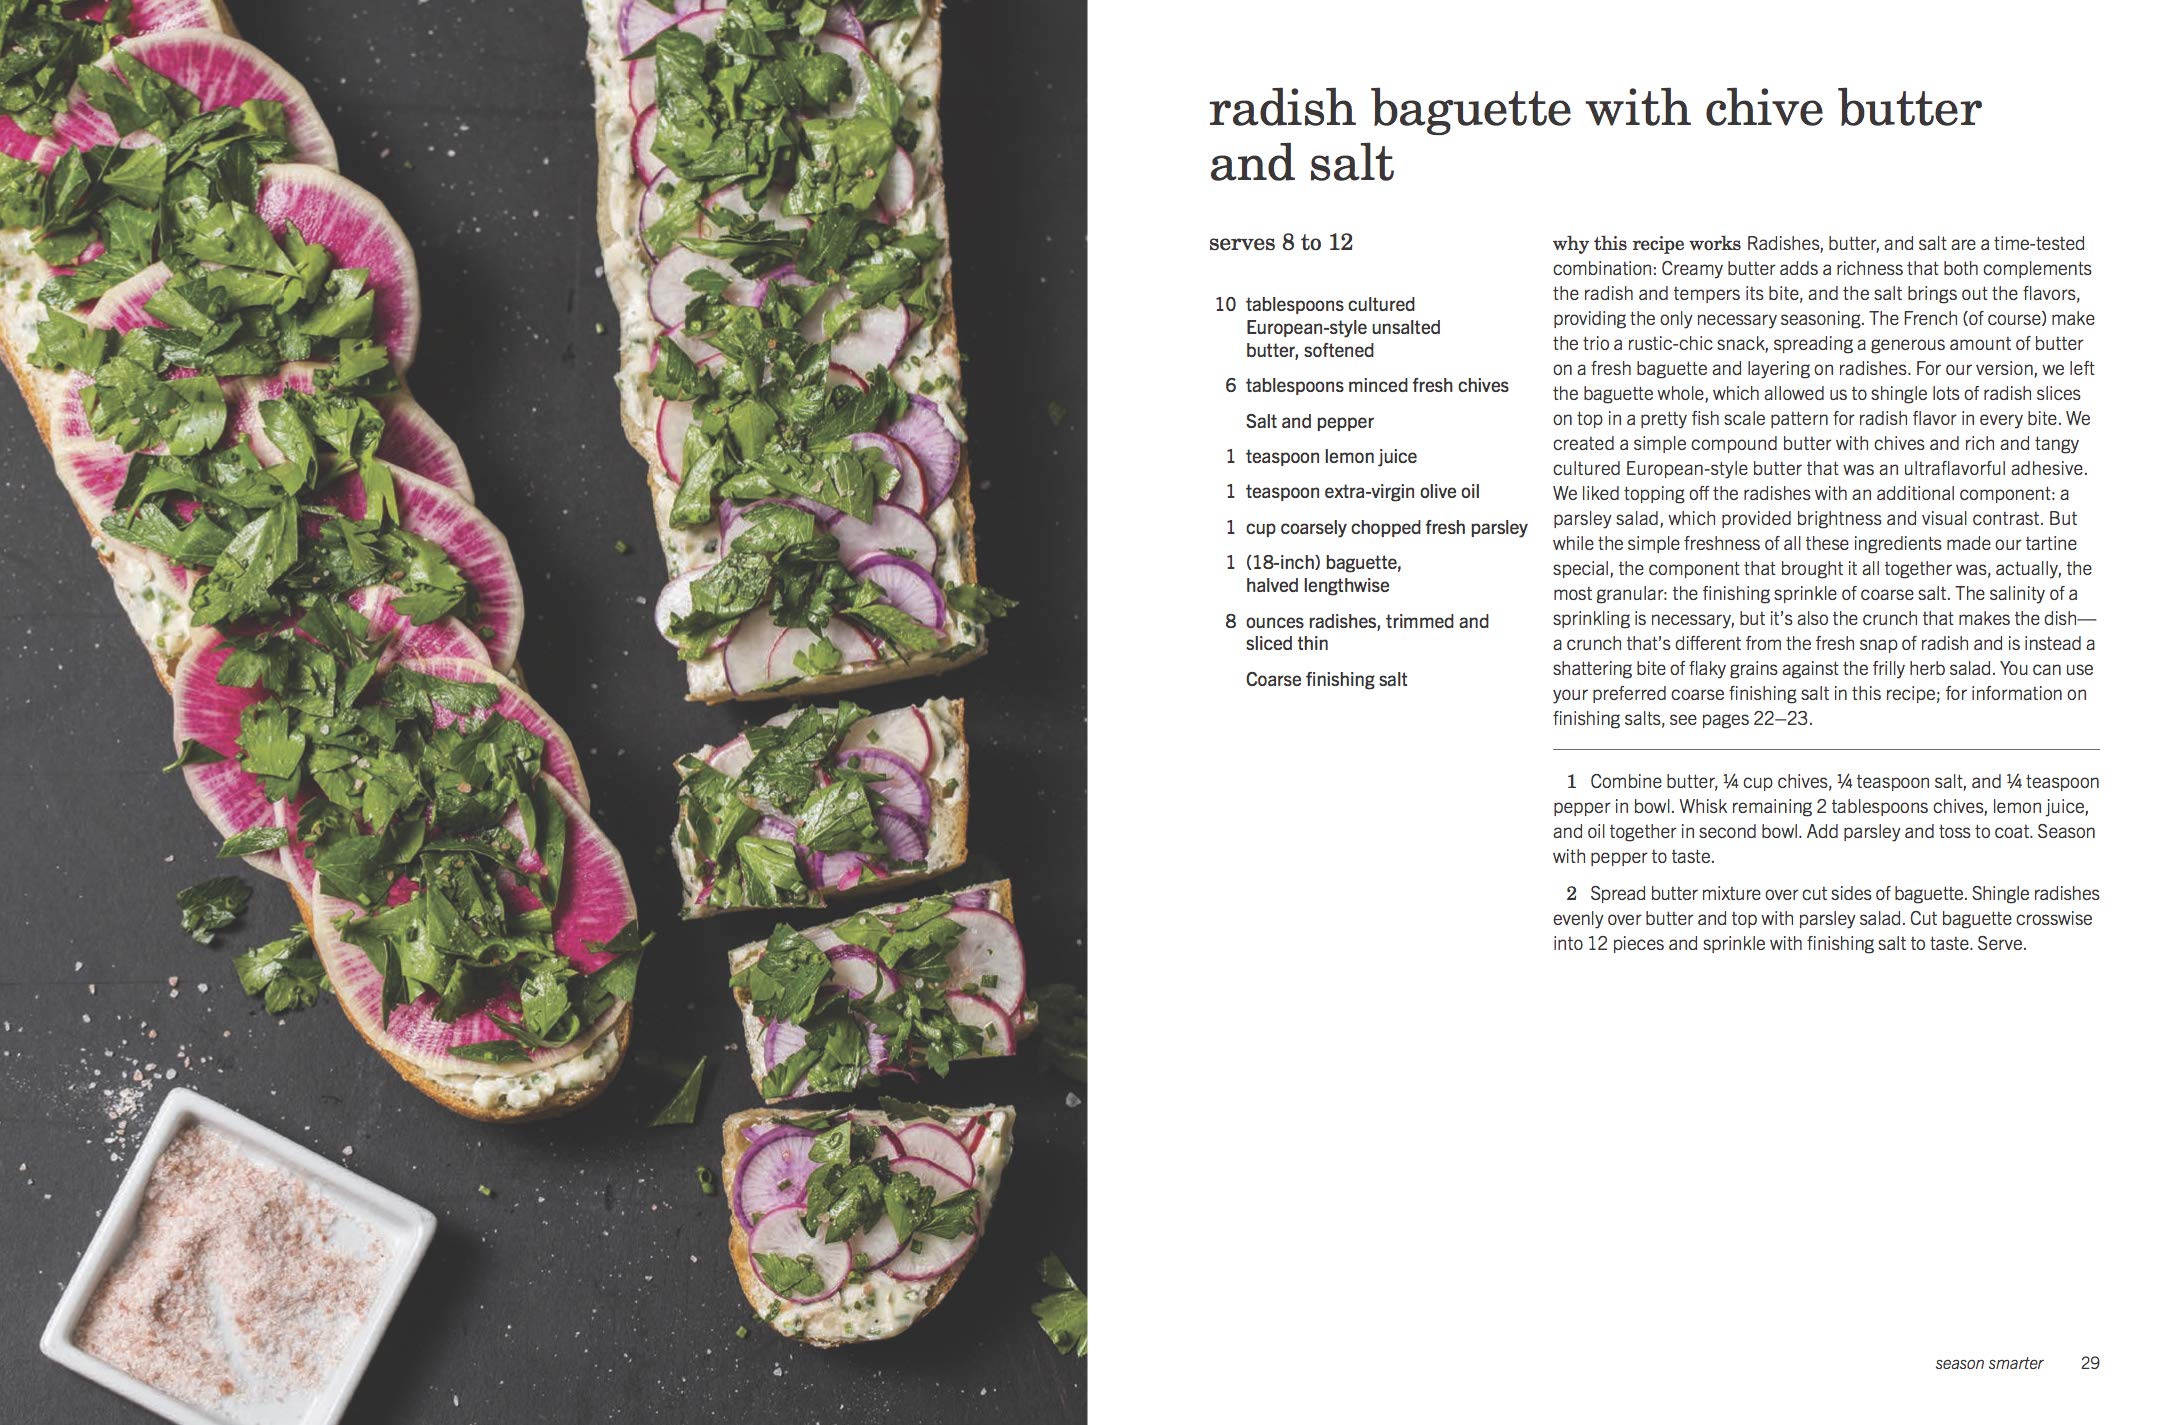 radish baguette with chive butter
and salt
serves 8 to 12
10 tablespoons cultured
European-style unsalted
butter, softened
6 tablespoons minced fresh chives
Salt and pepper
1 teaspoon lemon juice
1 teaspoon extra-virgin olive oil
1 cup coarsely chopped fresh parsley
1 (18-inch) baguette,
halved lengthwise
8 ounces radishes, trimmed and
sliced thin
Coarse finishing salt
why this recipe works Radishes, butter, and salt are a time-tested
combination: Creamy butter adds a richness that both complements
the radish and tempers its bite, and the salt brings out the flavors,
providing the only necessary seasoning. The French (of course) make
the trio a rustic-chic snack, spreading a generous amount of butter
on a fresh baguette and layering on radishes. For our version, we left
the baguette whole, which allowed us to shingle lots of radish slices
on top in a pretty fish scale pattern for radish flavor in every bite. We
created a simple compound butter with chives and rich and tangy
cultured European-style butter that was an ultraflavorful adhesive.
We liked topping off the radishes with an additional component: a
parsley salad, which provided brightness and visual contrast. But
while the simple freshness of all these ingredients made our tartine
special, the component that brought it all together was, actually, the
most granular: the finishing sprinkle of coarse salt. The salinity of a
sprinkling is necessary, but it's also the crunch that makes the dish—
a crunch that's different from the fresh snap of radish and is instead a
shattering bite of flaky grains against the frilly herb salad. You can use
your preferred coarse finishing salt in this recipe; for information on
finishing salts, see pages 22–23.
1 Combine butter, ¼ cup chives, ¼ teaspoon salt, and ¼ teaspoon
pepper in bowl. Whisk remaining 2 tablespoons chives, lemon juice,
and oil together in second bowl. Add parsley and toss to coat. Season
with pepper to taste.
2 Spread butter mixture over cut sides of baguette. Shingle radishes
evenly over butter and top with parsley salad. Cut baguette crosswise
into 12 pieces and sprinkle with finishing salt to taste. Serve.
season smarter 29